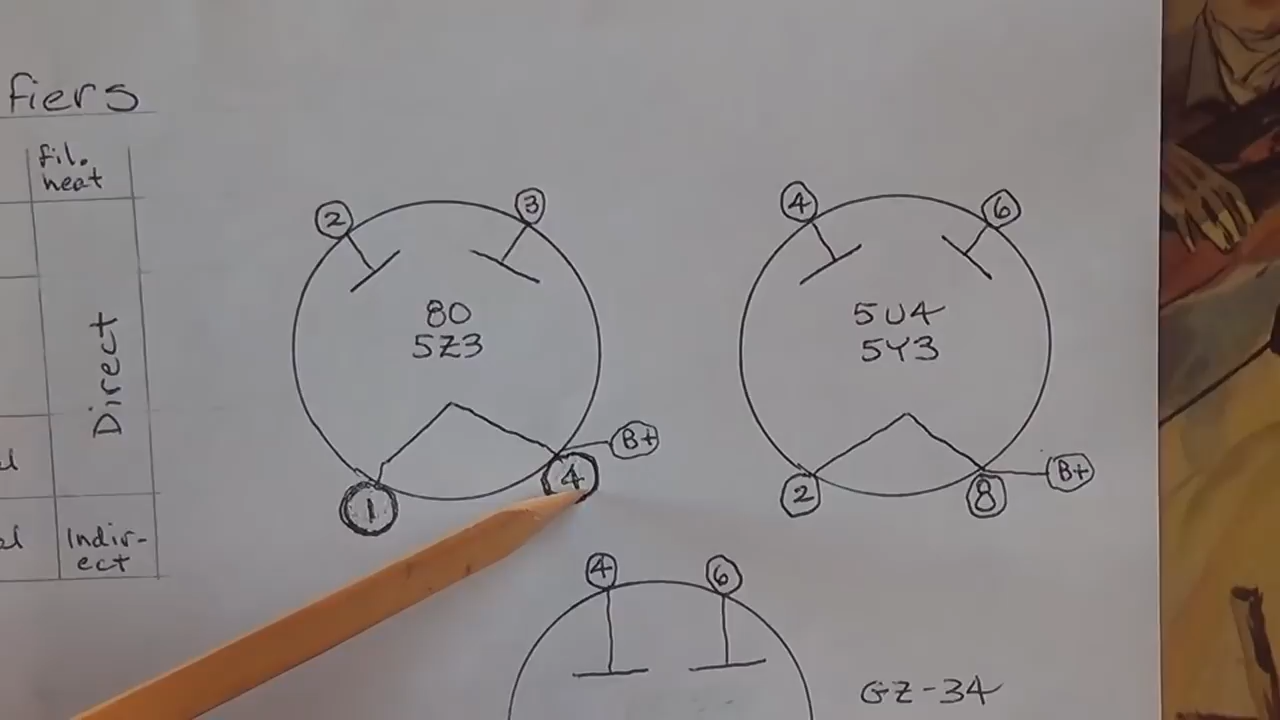 fiers
fil.
heat
Direct
Indir-
ect
2
3
80
5Z3
1
4
B+
4
6
5U4
5Y3
2
8
B+
4
6
GZ-34